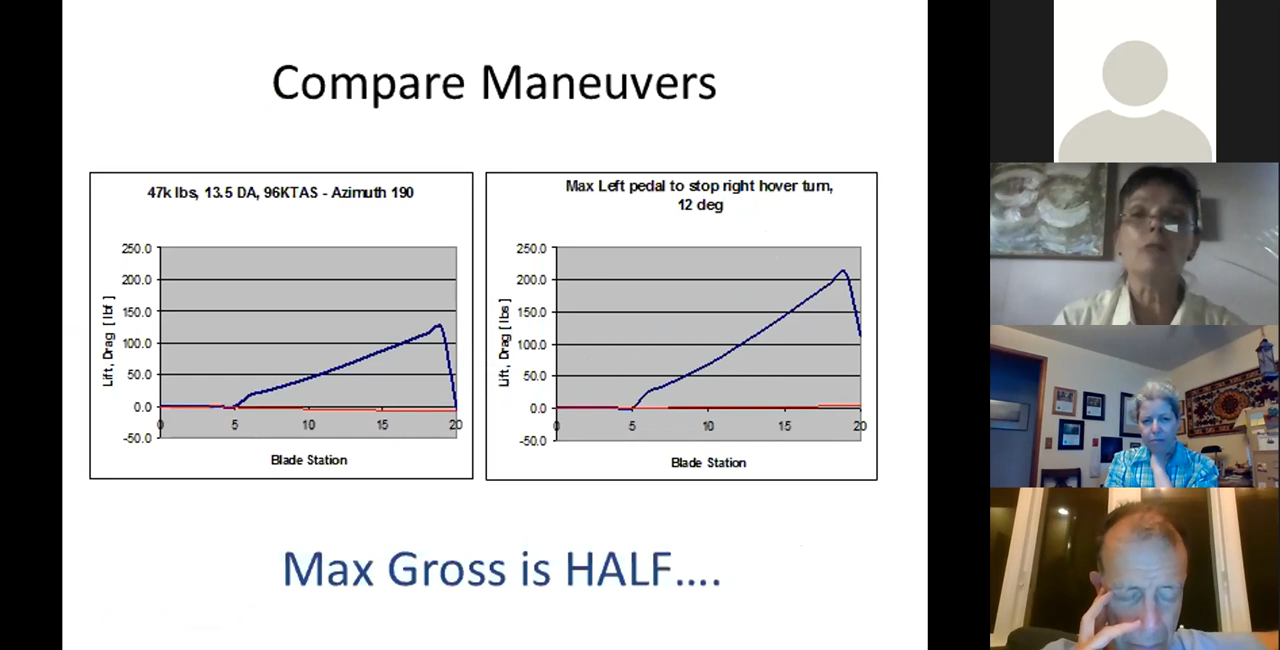 Compare Maneuvers
47k lbs, 13.5 DA, 96KTAS - Azimuth 190
250.0
200.0
150.0
100.0
50.0
0.0
-50.0
Lift, Drag [lbf]
0 5 10 15 20
Blade Station
Max Left pedal to stop right hover turn,
12 deg
250.0
200.0
150.0
100.0
50.0
0.0
-50.0
Lift, Drag [lbs]
0 5 10 15 20
Blade Station
Max Gross is HALF....